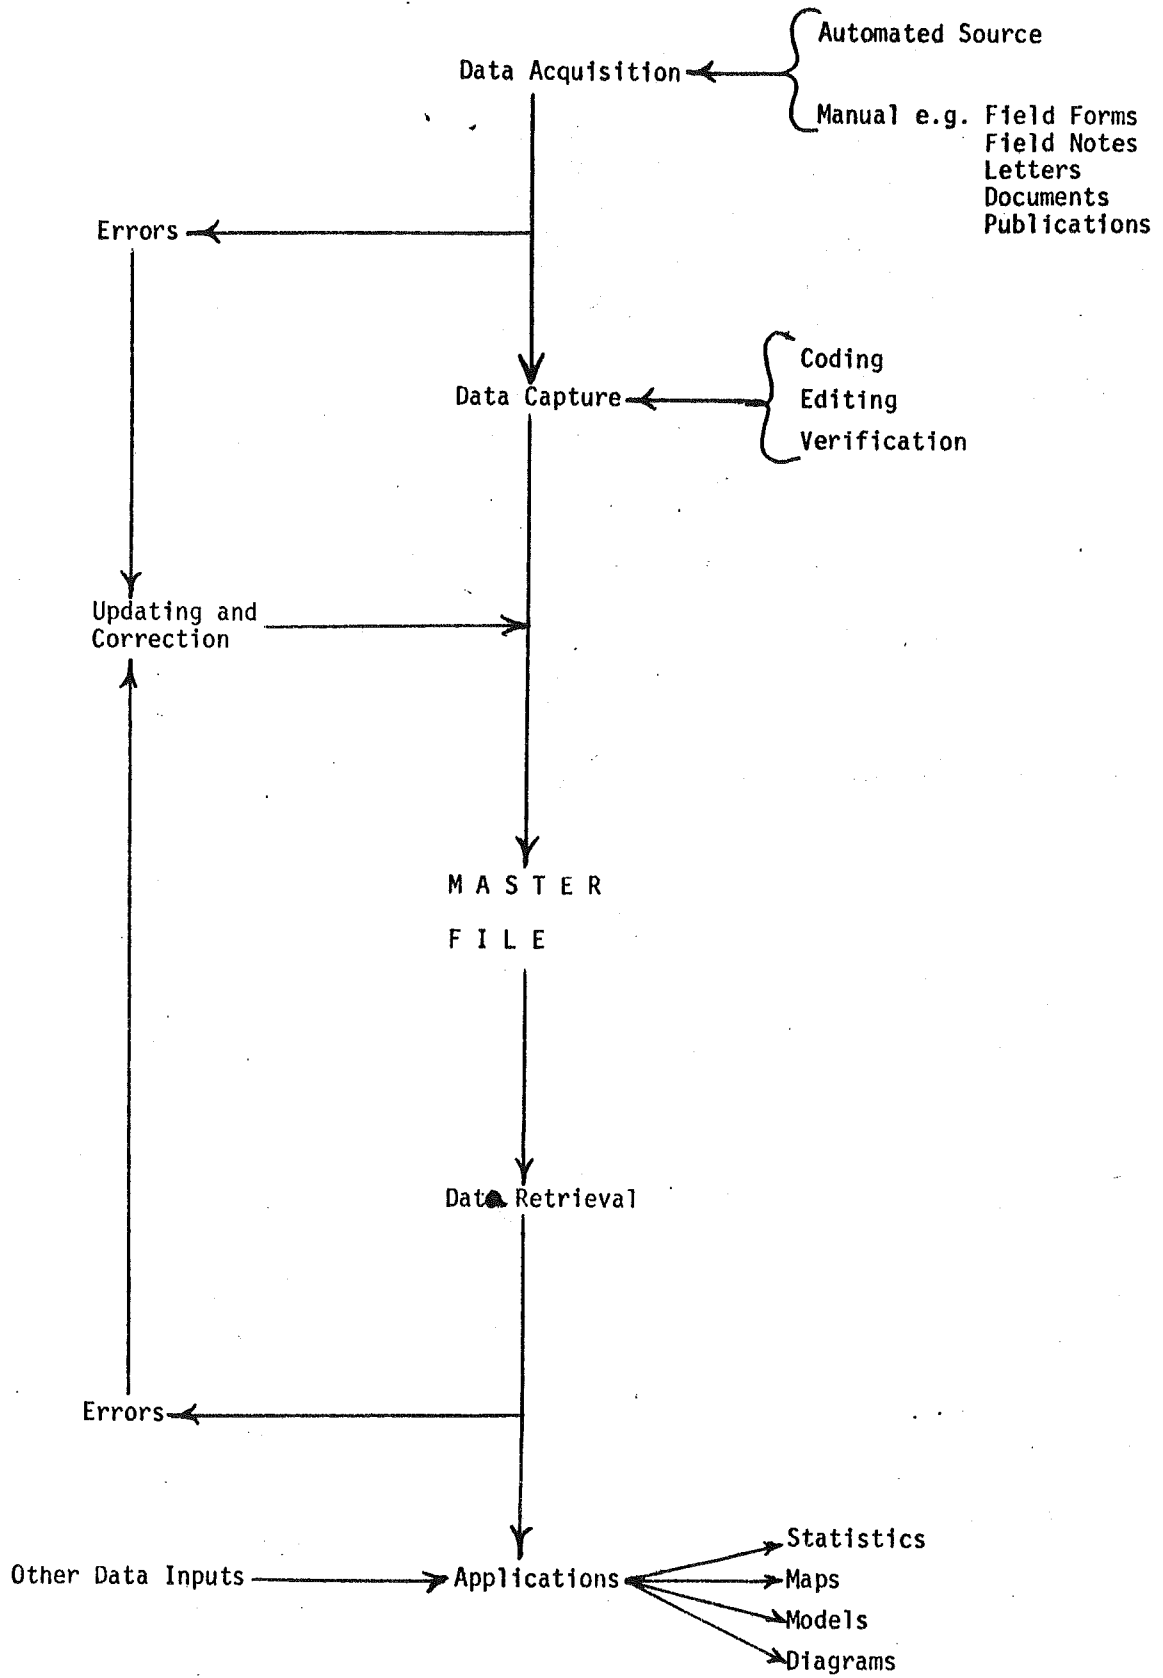 Automated Source
Data Acquisition
Manual e.g. Field Forms
Field Notes
Letters
Documents
Publications
Errors
Coding
Data Capture
Editing
Verification
Updating and
Correction
M A S T E R
F I L E
Data Retrieval
Errors
Statistics
Other Data Inputs
Applications
Maps
Models
Diagrams